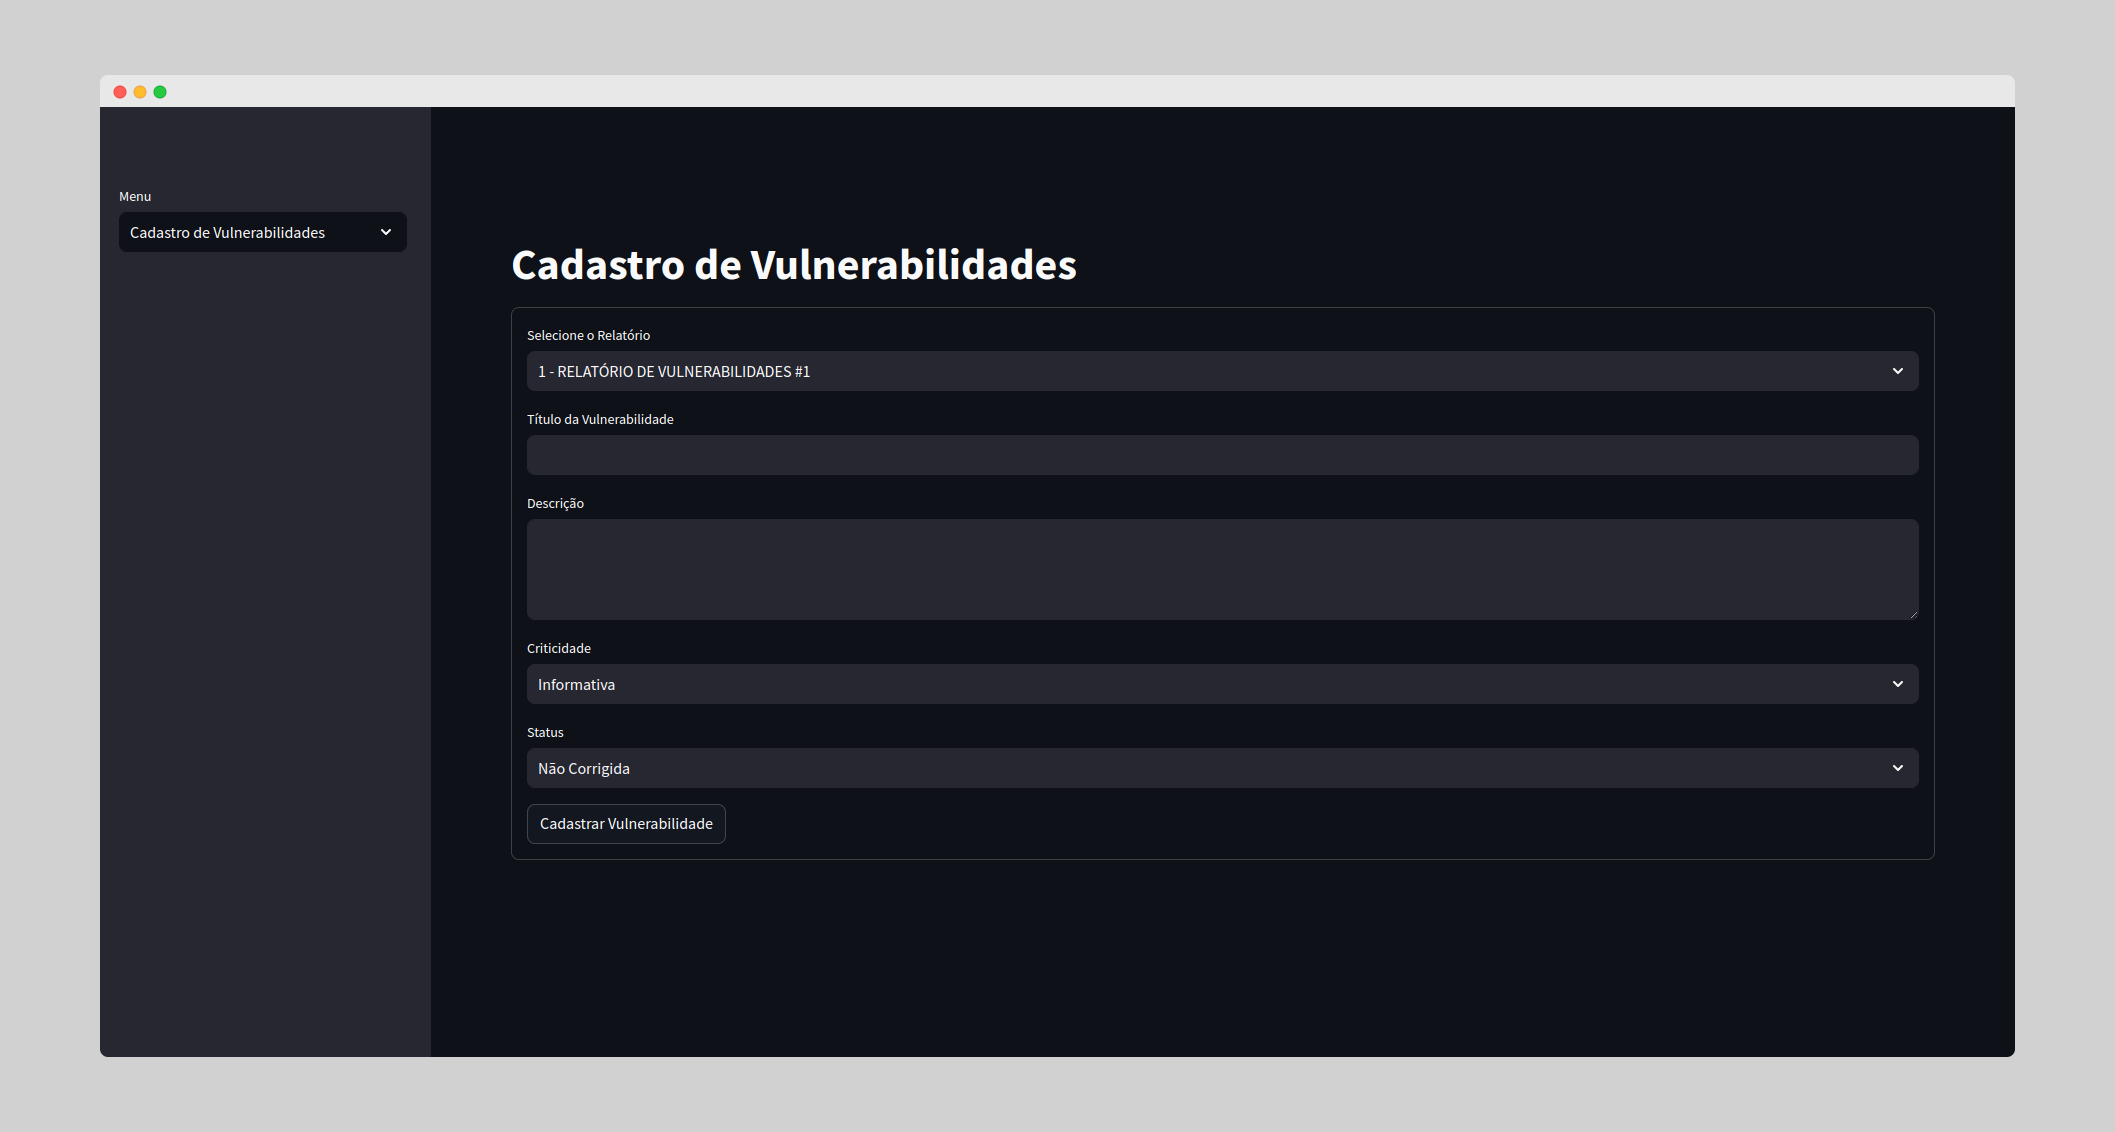 Menu
Cadastro de Vulnerabilidades
Cadastro de Vulnerabilidades
Selecione o Relatório
1 - RELATÓRIO DE VULNERABILIDADES #1
Título da Vulnerabilidade
Descrição
Criticidade
Informativa
Status
Não Corrigida
Cadastrar Vulnerabilidade